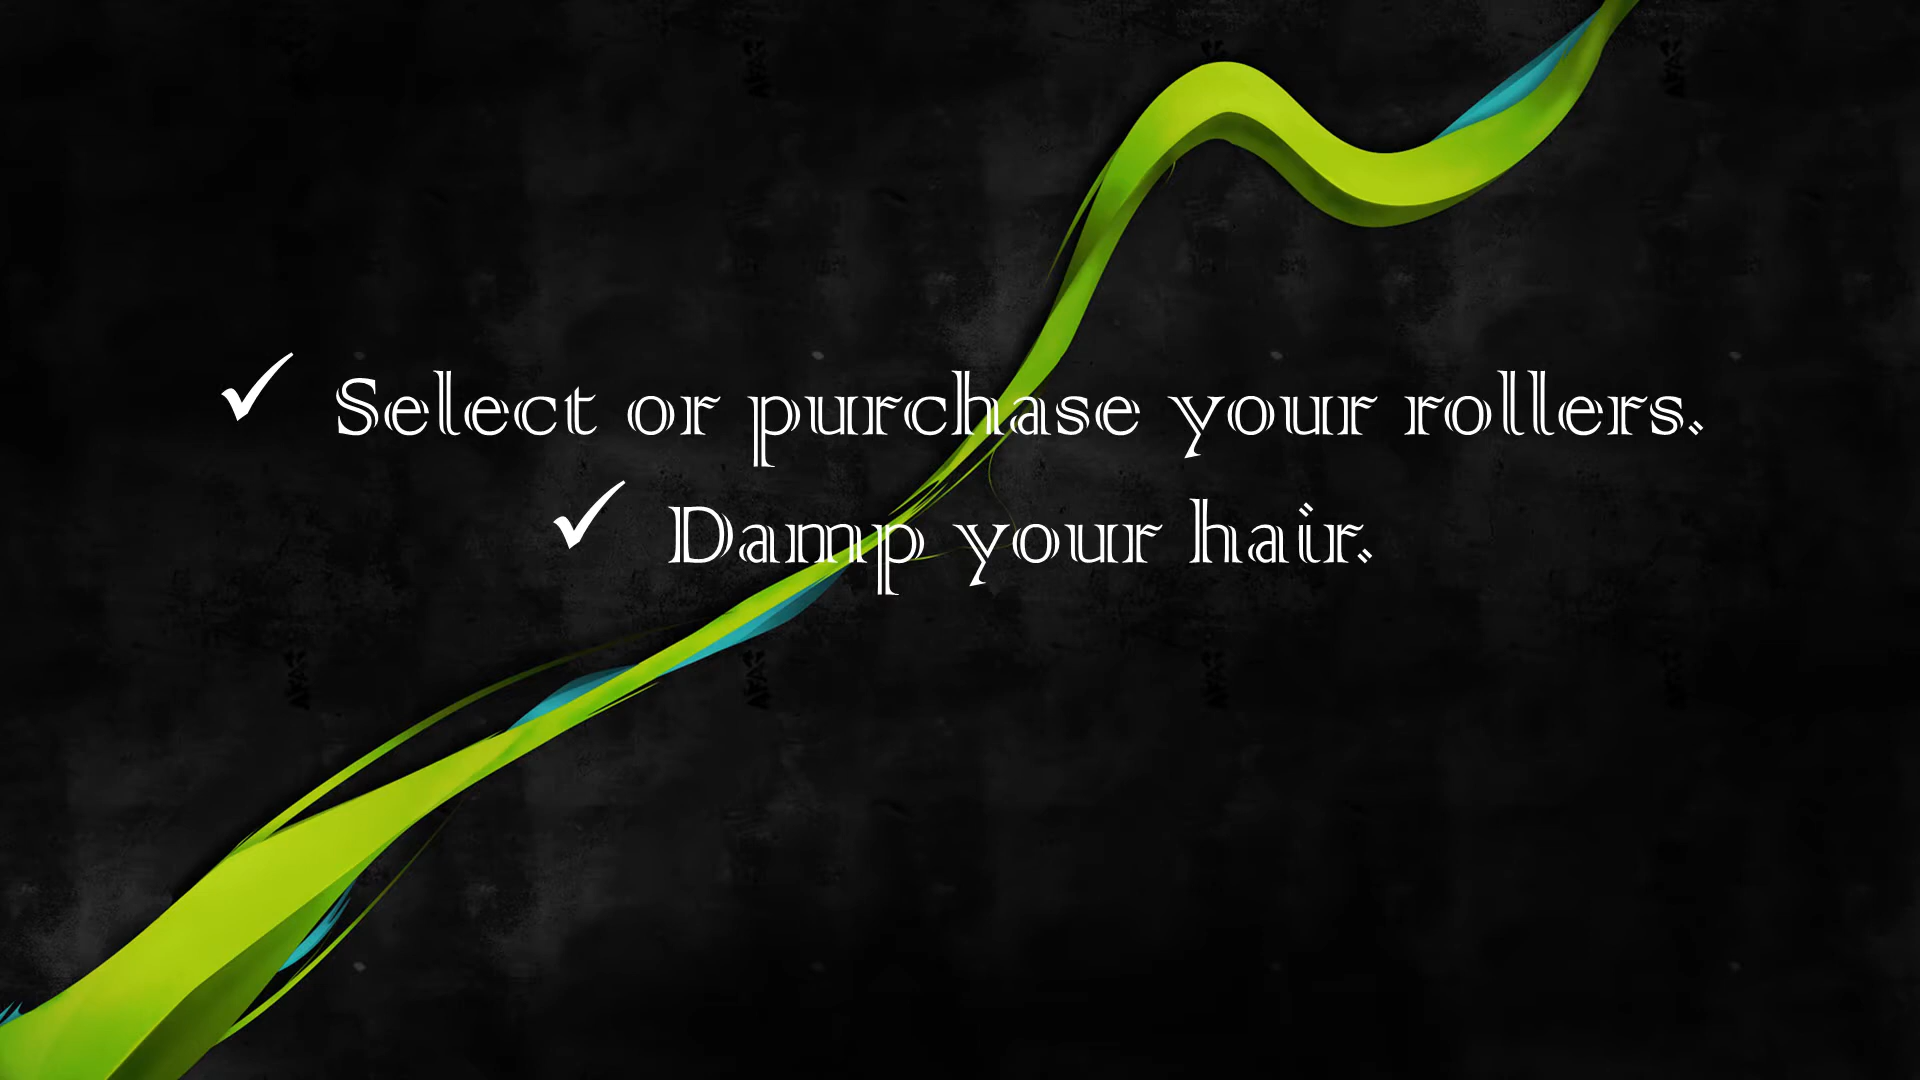 ✓ Select or purchase your rollers.
✓ Damp your hair.